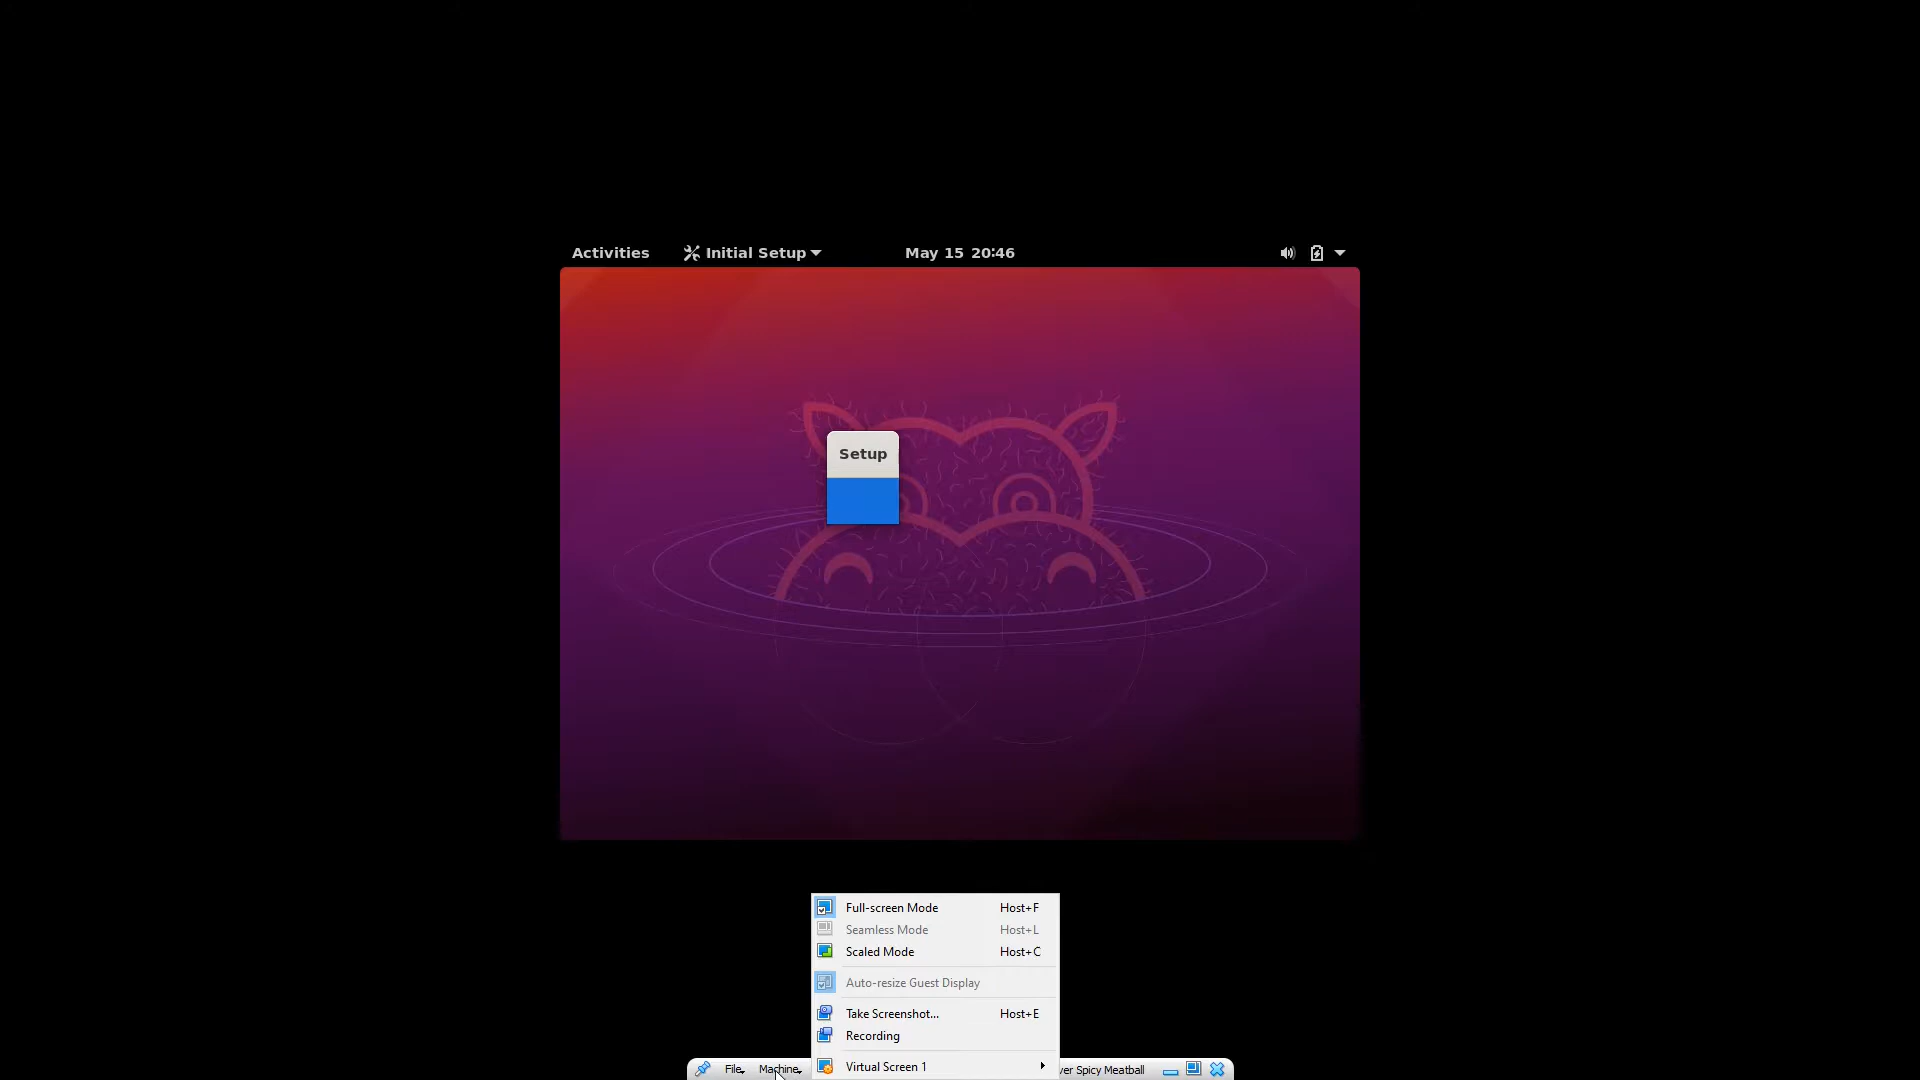 Activities
Initial Setup
May 15 20:46
Setup
Full-screen Mode Host+F
Seamless Mode Host+L
Scaled Mode Host+C
Auto-resize Guest Display
Take Screenshot... Host+E
Recording
Virtual Screen 1
File
Machine
Spicy Meatball